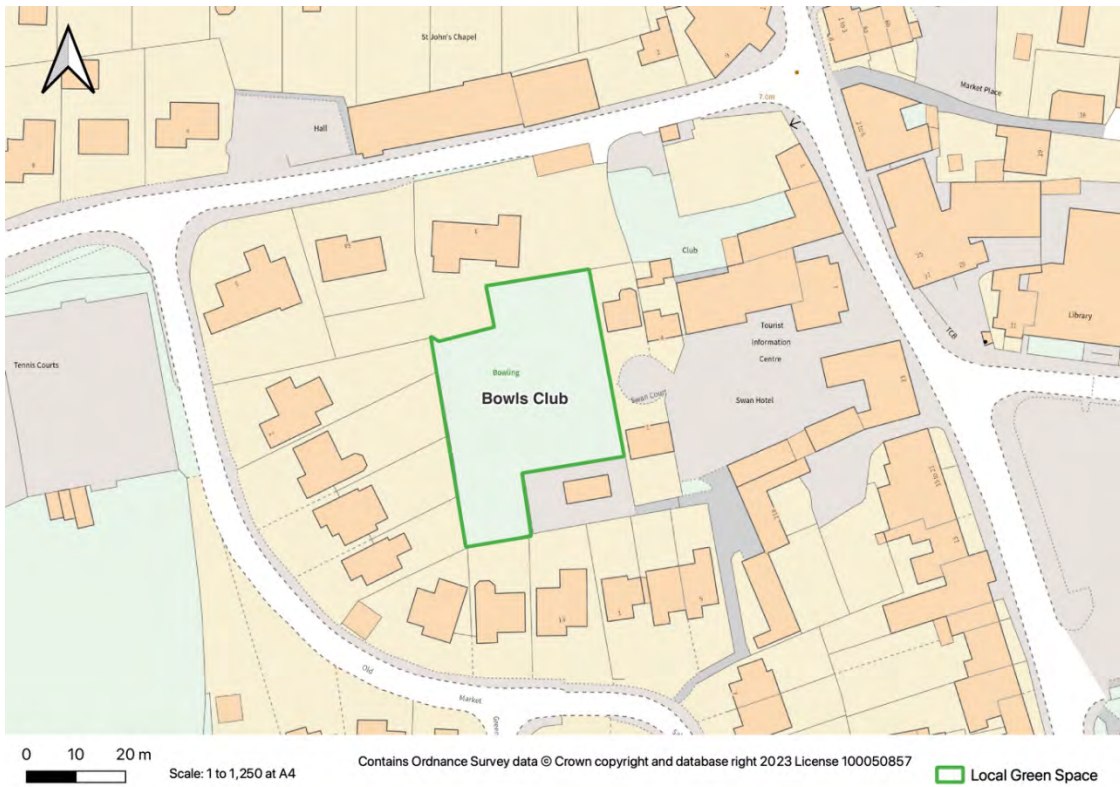 St John's Chapel
Hall
7.0m
Market Place
Club
Tourist
Information
Centre
Library
TCB
Tennis Courts
Bowling
Bowls Club
Swan Court
Swan Hotel
Old
Market
Green
0 10 20 m
Scale: 1 to 1,250 at A4
Contains Ordnance Survey data © Crown copyright and database right 2023 License 100050857
Local Green Space